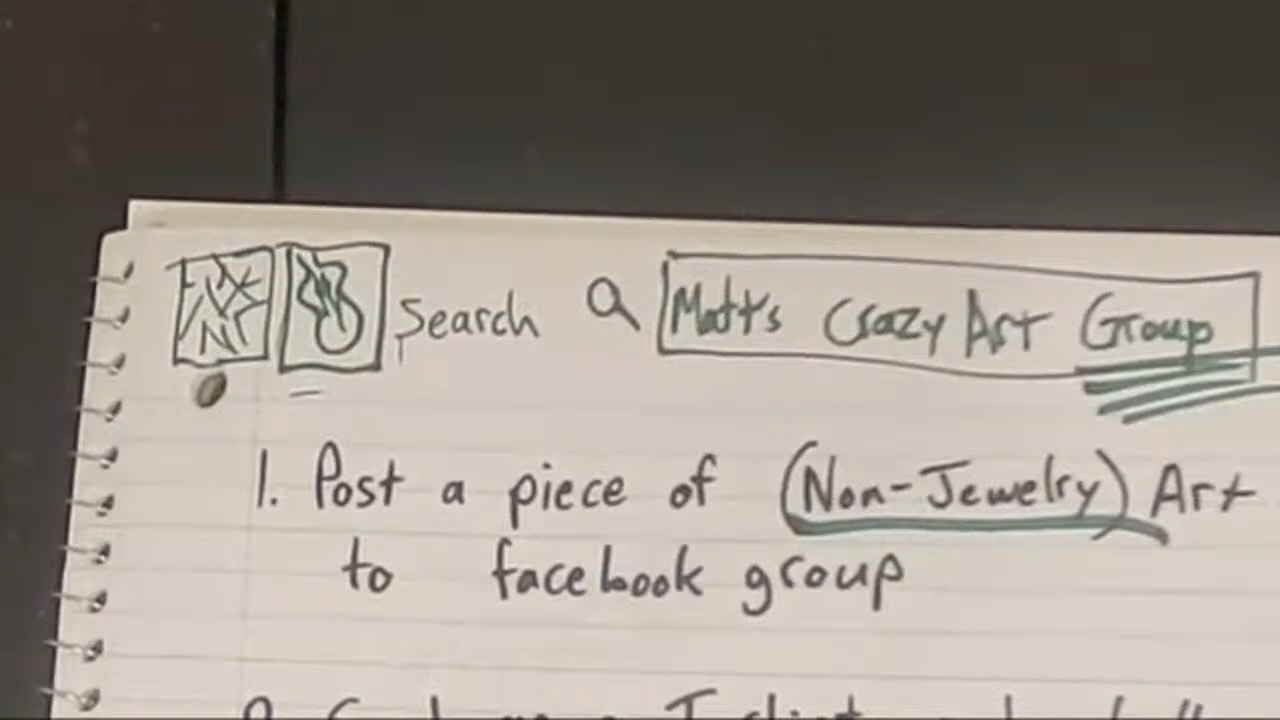 Search Matt's Crazy Art Group
1. Post a piece of (Non-Jewelry) Art
to facebook group